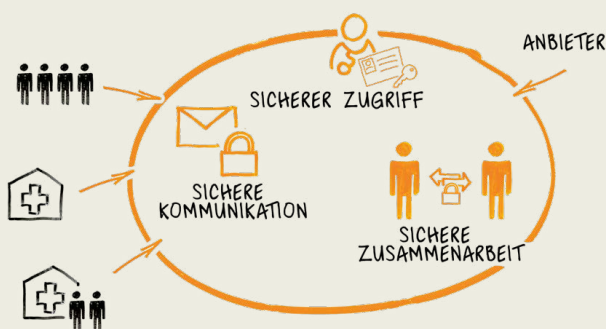 ANBIETER
SICHERER ZUGRIFF
SICHERE
KOMMUNIKATION
SICHERE
ZUSAMMENARBEIT